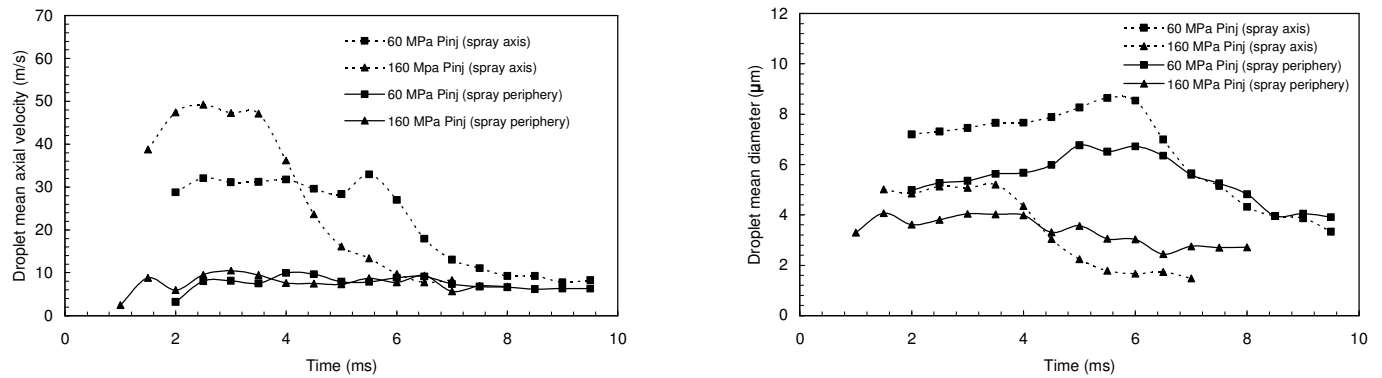 70
60
50
40
30
20
10
0
Droplet mean axial velocity (m/s)
60 MPa Pinj (spray axis)
160 Mpa Pinj (spray axis)
60 MPa Pinj (spray periphery)
160 MPa Pinj (spray periphery)
0 2 4 6 8 10
Time (ms)
12
10
8
6
4
2
0
Droplet mean diameter (μm)
60 MPa Pinj (spray axis)
160 MPa Pinj (spray axis)
60 MPa Pinj (spray periphery)
160 MPa Pinj (spray periphery)
0 2 4 6 8 10
Time (ms)